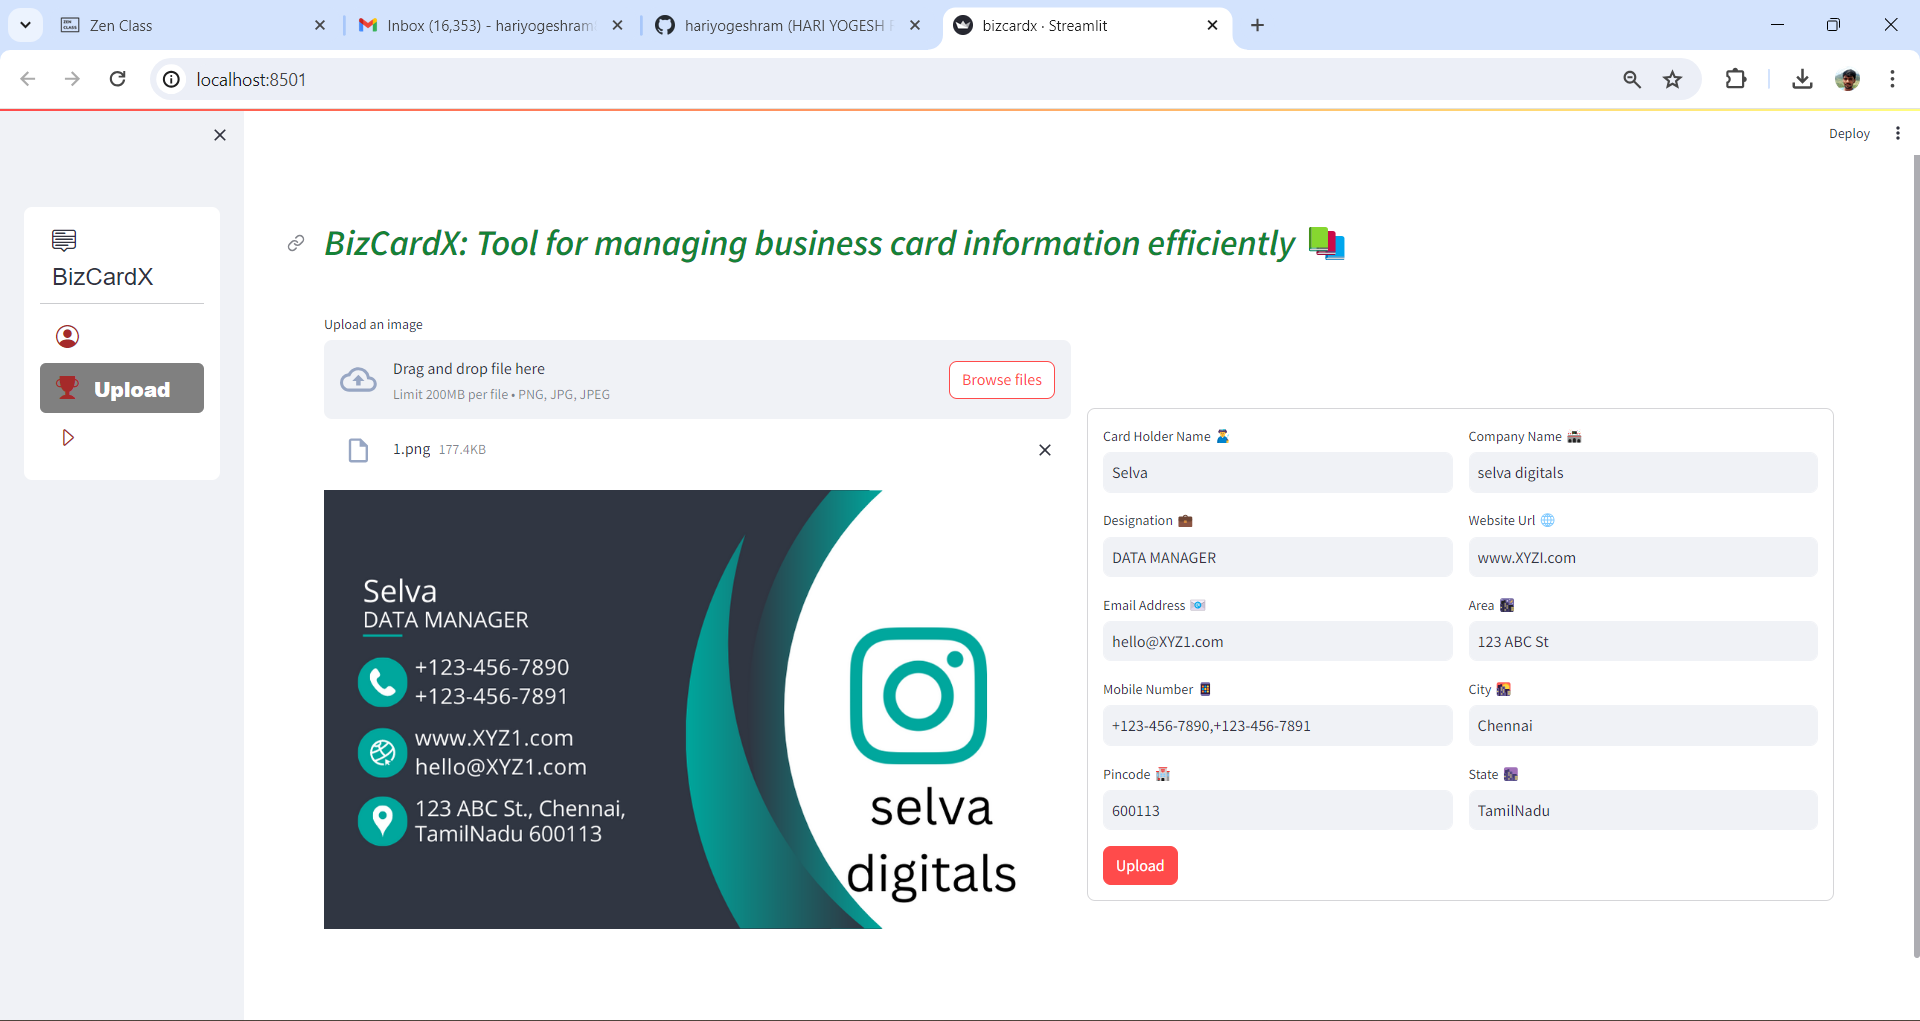 Zen Class
Inbox (16,353) - hariyogeshram
hariyogeshram (HARI YOGESH
bizcardx · Streamlit
localhost:8501
Deploy
BizCardX
Upload
BizCardX: Tool for managing business card information efficiently
Upload an image
Drag and drop file here
Limit 200MB per file • PNG, JPG, JPEG
Browse files
1.png 177.4KB
Selva
DATA MANAGER
+123-456-7890
+123-456-7891
www.XYZ1.com
hello@XYZ1.com
123 ABC St., Chennai,
TamilNadu 600113
selva
digitals
Card Holder Name
Company Name
Selva
selva digitals
Designation
Website Url
DATA MANAGER
www.XYZI.com
Email Address
Area
hello@XYZ1.com
123 ABC St
Mobile Number
City
+123-456-7890,+123-456-7891
Chennai
Pincode
State
600113
TamilNadu
Upload